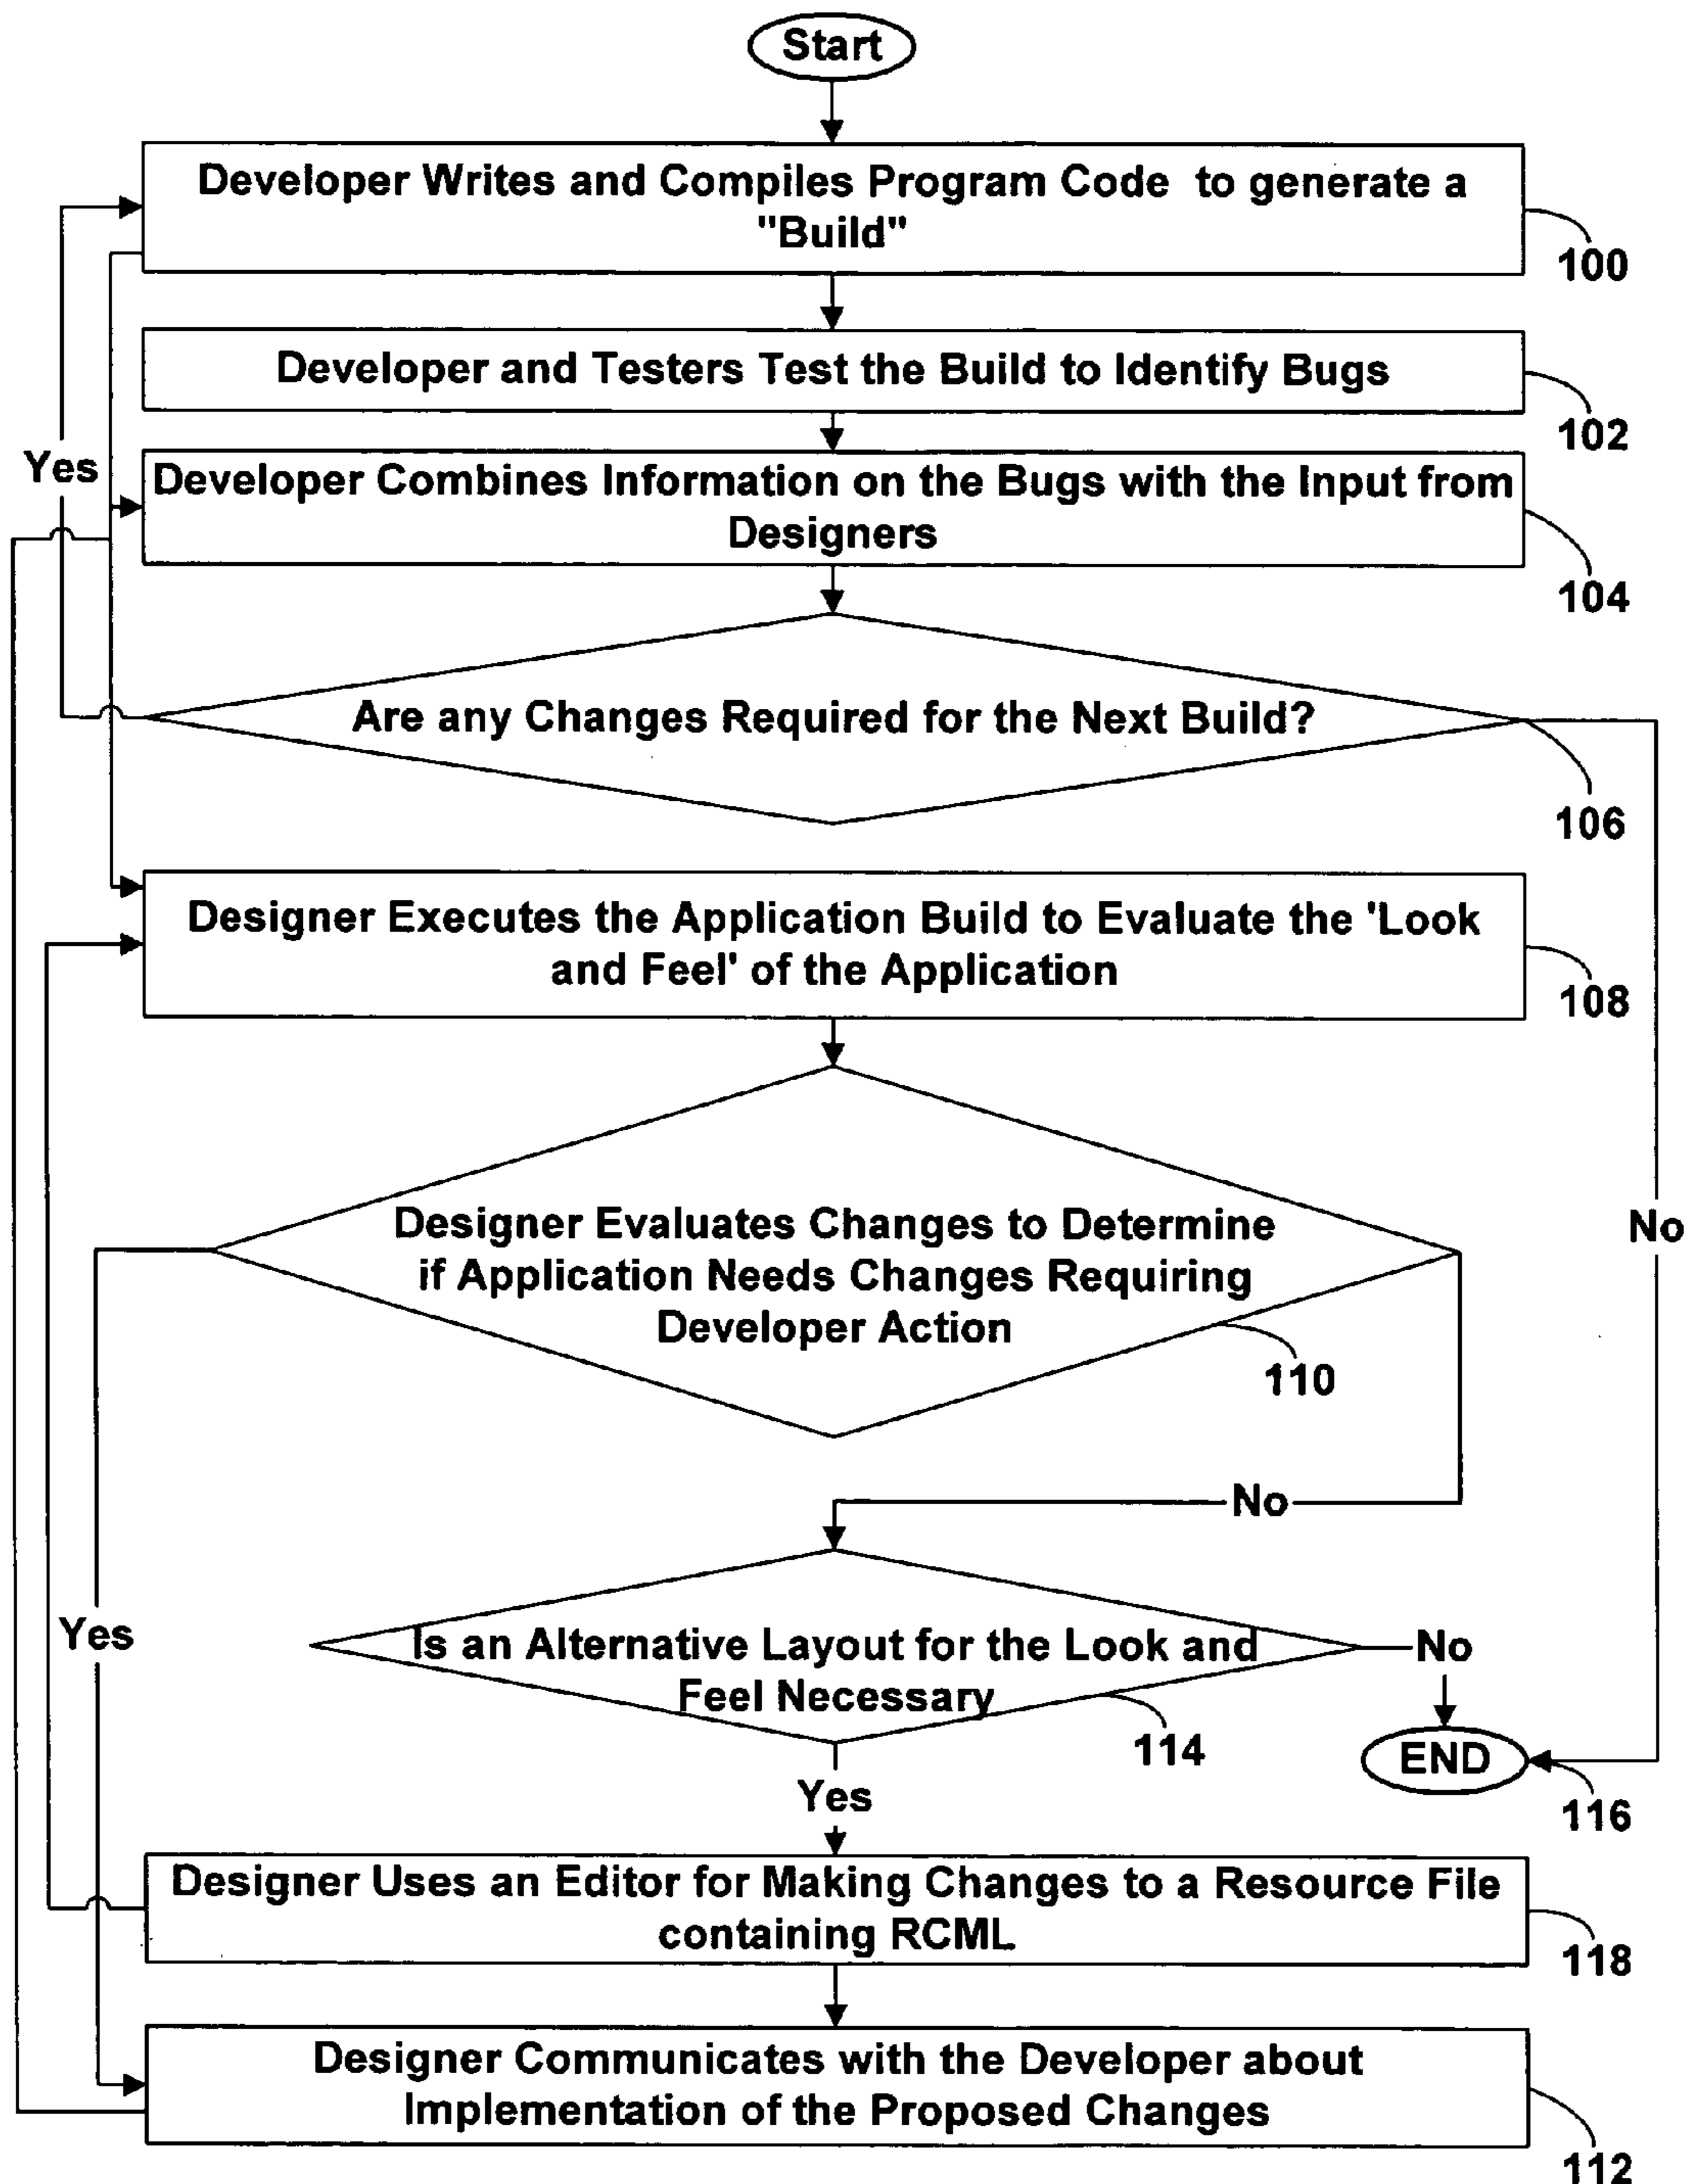 Start
Developer Writes and Compiles Program Code to generate a
"Build"
100
Developer and Testers Test the Build to Identify Bugs
102
Yes
Developer Combines Information on the Bugs with the Input from
Designers
104
Are any Changes Required for the Next Build?
106
Designer Executes the Application Build to Evaluate the 'Look
and Feel' of the Application
108
No
Designer Evaluates Changes to Determine
if Application Needs Changes Requiring
Developer Action
110
No
Yes
Is an Alternative Layout for the Look and
Feel Necessary
114
No
END
116
Yes
Designer Uses an Editor for Making Changes to a Resource File
containing RCML
118
Designer Communicates with the Developer about
Implementation of the Proposed Changes
112